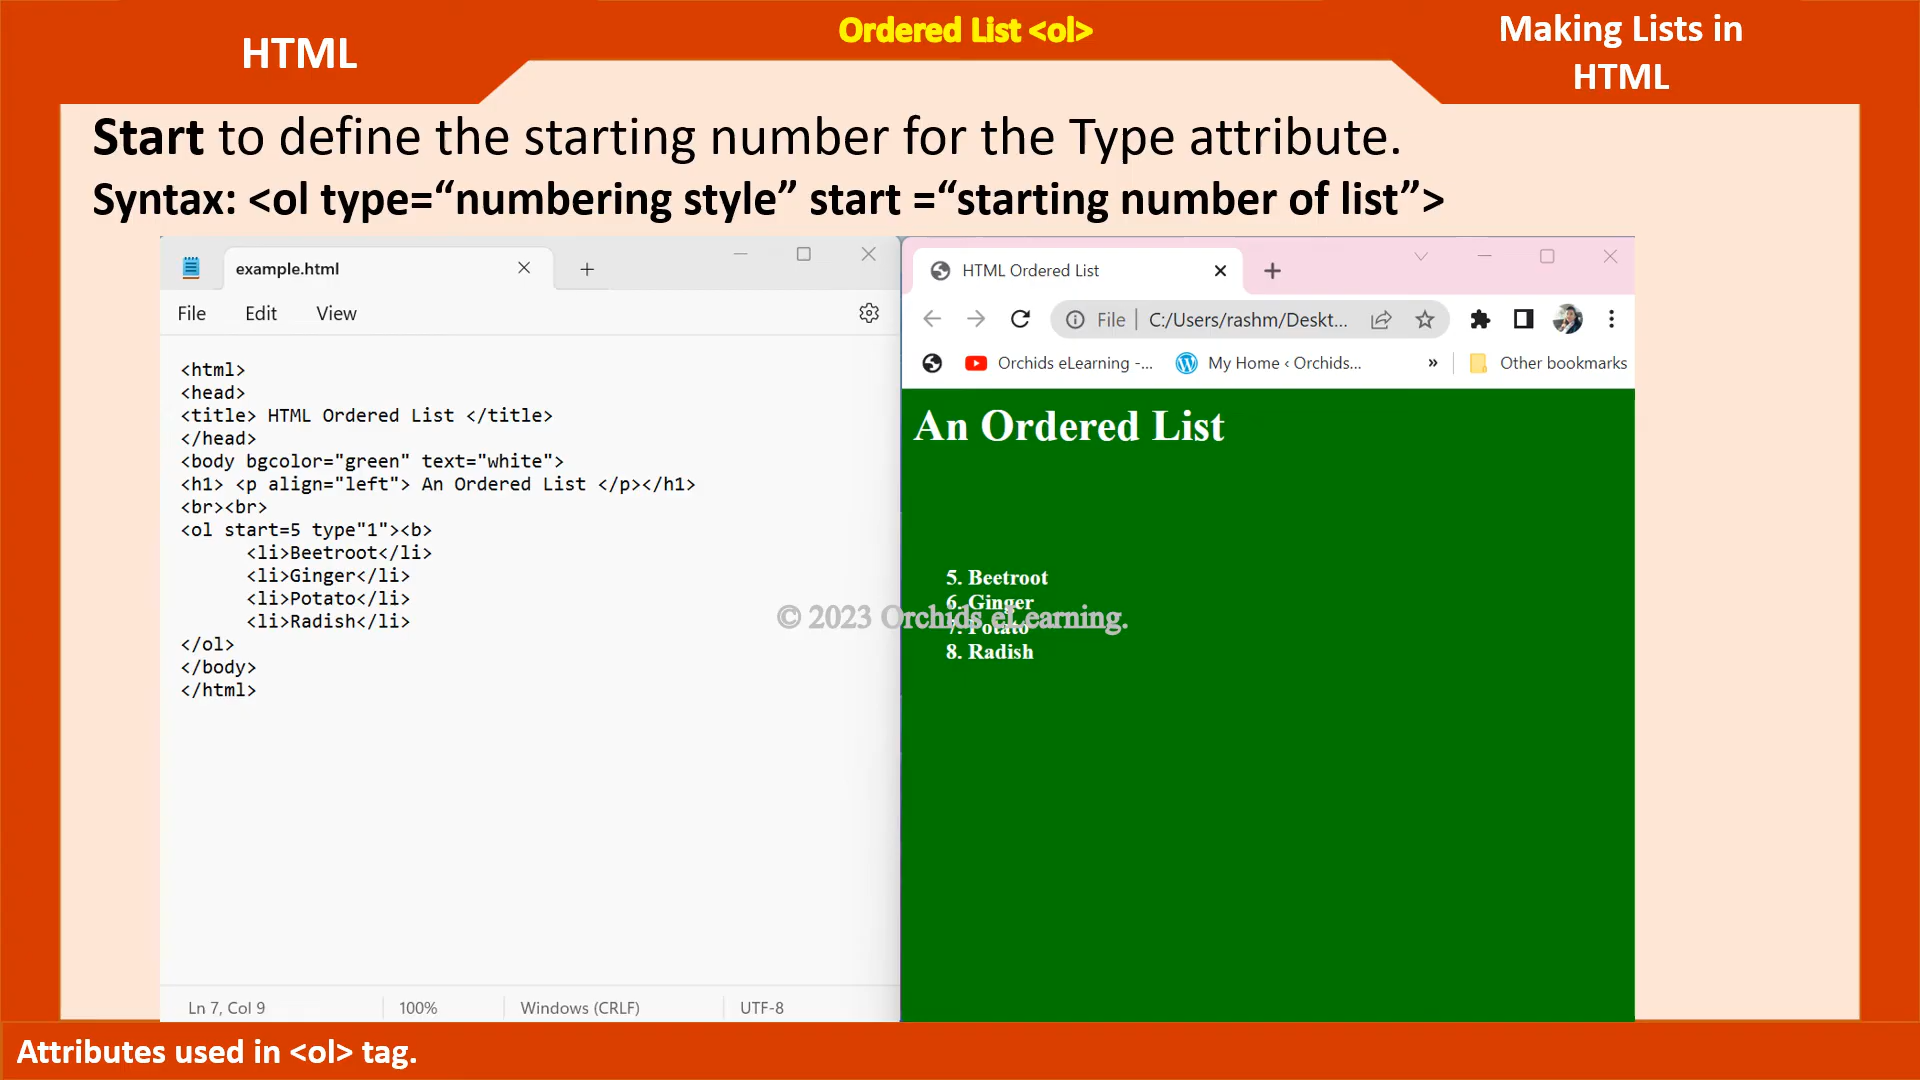 HTML
Ordered List <ol>
Making Lists in
HTML
Start to define the starting number for the Type attribute.
Syntax: <ol type=“numbering style” start =“starting number of list”>
example.html
File Edit View
<html>
<head>
<title> HTML Ordered List </title>
</head>
<body bgcolor="green" text="white">
<h1> <p align="left"> An Ordered List </p></h1>
<br><br>
<ol start=5 type"1"><b>
<li>Beetroot</li>
<li>Ginger</li>
<li>Potato</li>
<li>Radish</li>
</ol>
</body>
</html>
Ln 7, Col 9 100% Windows (CRLF) UTF-8
HTML Ordered List
File C:/Users/rashm/Deskt...
Orchids eLearning -... My Home ‹ Orchids... » Other bookmarks
An Ordered List
5. Beetroot
6. Ginger
7. Potato
8. Radish
© 2023 Orchids eLearning.
Attributes used in <ol> tag.